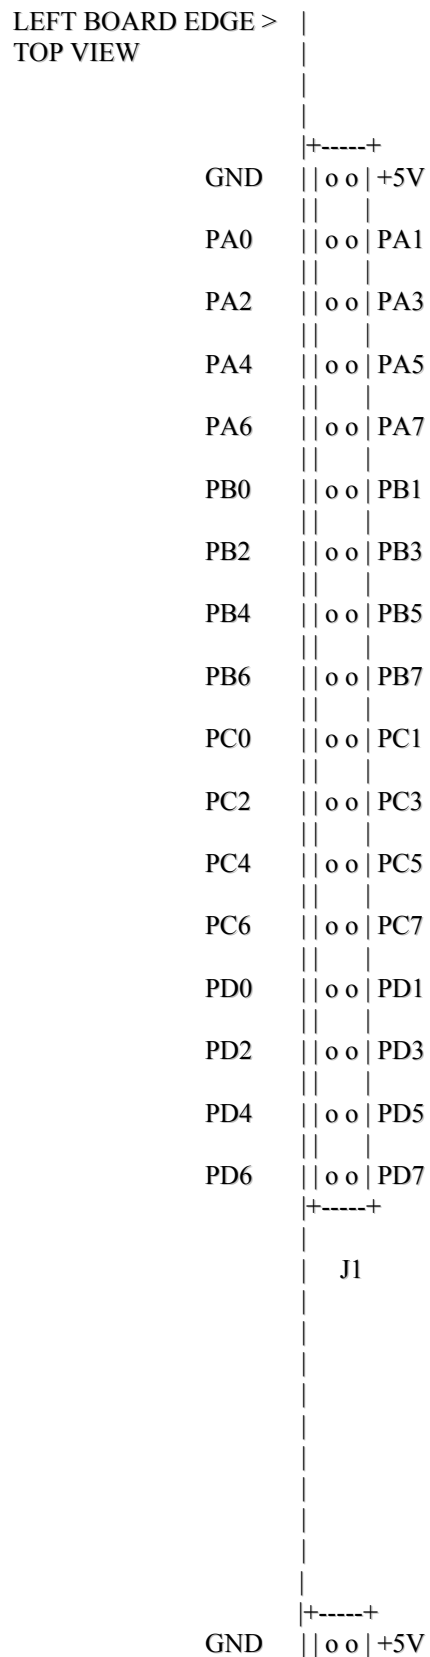 LEFT BOARD EDGE > |
TOP VIEW |
|
|
|+-----+
GND || o o | +5V
|| |
PA0 || o o | PA1
|| |
PA2 || o o | PA3
|| |
PA4 || o o | PA5
|| |
PA6 || o o | PA7
|| |
PB0 || o o | PB1
|| |
PB2 || o o | PB3
|| |
PB4 || o o | PB5
|| |
PB6 || o o | PB7
|| |
PC0 || o o | PC1
|| |
PC2 || o o | PC3
|| |
PC4 || o o | PC5
|| |
PC6 || o o | PC7
|| |
PD0 || o o | PD1
|| |
PD2 || o o | PD3
|| |
PD4 || o o | PD5
|| |
PD6 || o o | PD7
|+-----+
|
| J1
|
|
|
|
|
|
|
|
|
|
|+-----+
GND || o o | +5V